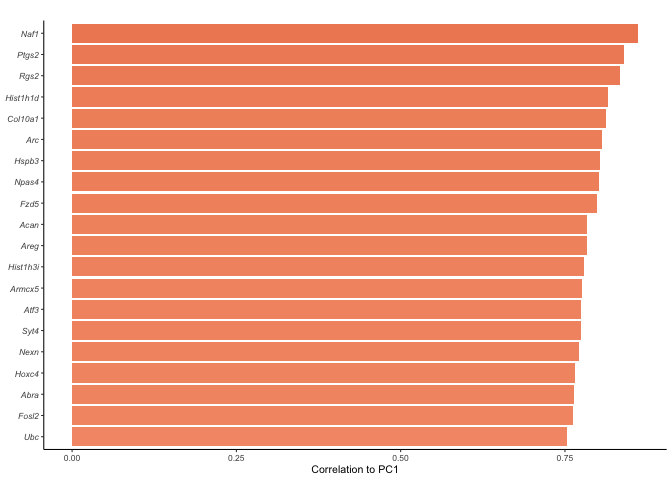 Naf1
Ptgs2
Rgs2
Hist1h1d
Col10a1
Arc
Hspb3
Npas4
Fzd5
Acan
Areg
Hist1h3i
Armcx5
Atf3
Syt4
Nexn
Hoxc4
Abra
Fosl2
Ubc
0.00 0.25 0.50 0.75
Correlation to PC1